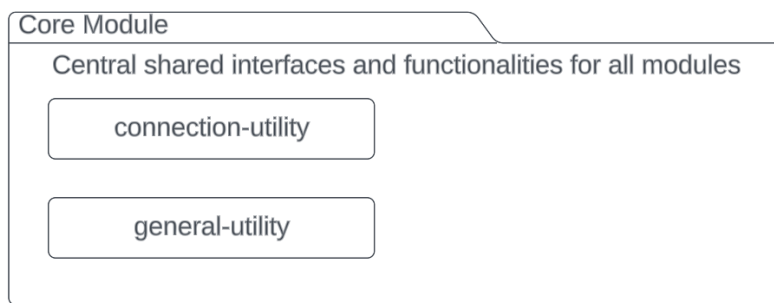 Core Module
Central shared interfaces and functionalities for all modules
connection-utility
general-utility